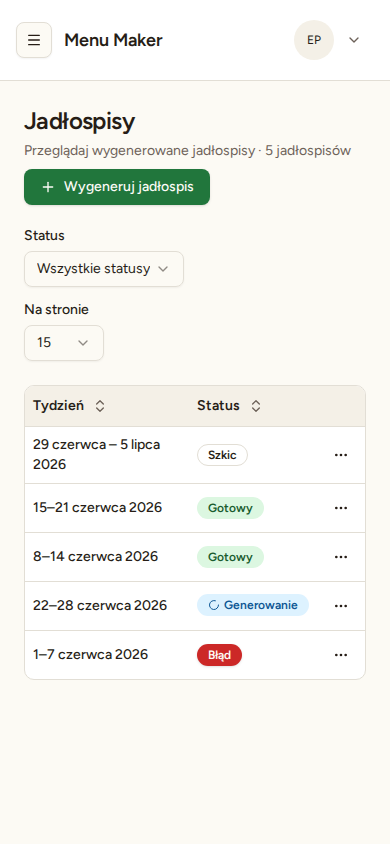 Menu Maker
EP
Jadłospisy
Przeglądaj wygenerowane jadłospisy · 5 jadłospisów
Wygeneruj jadłospis
Status
Wszystkie statusy
Na stronie
15
Tydzień Status
29 czerwca – 5 lipca
2026
Szkic
15–21 czerwca 2026 Gotowy
8–14 czerwca 2026 Gotowy
22–28 czerwca 2026 Generowanie
1–7 czerwca 2026 Błąd